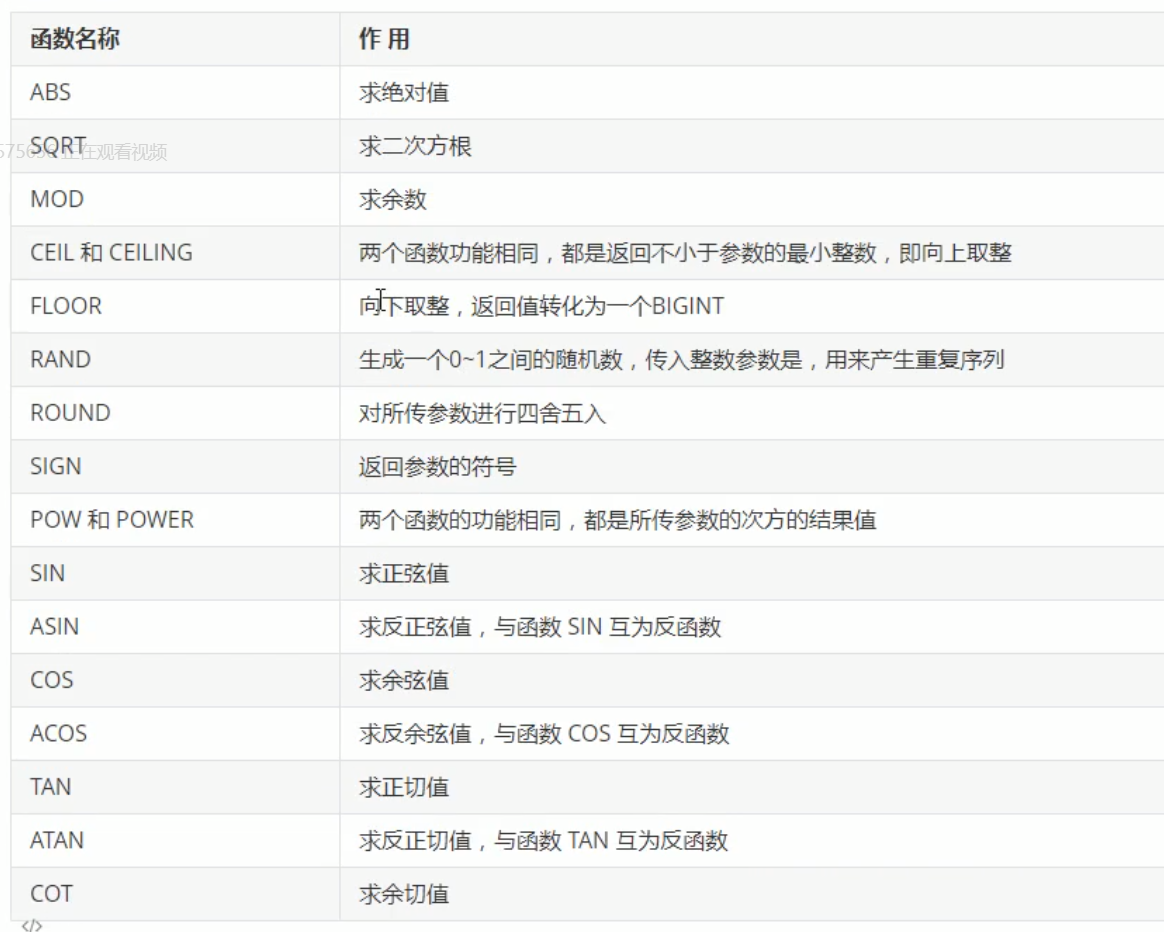 函数名称 作 用
ABS 求绝对值
SQRT 求二次方根
正在观看视频
MOD 求余数
CEIL 和 CEILING 两个函数功能相同，都是返回不小于参数的最小整数，即向上取整
FLOOR 向下取整，返回值转化为一个BIGINT
RAND 生成一个0~1之间的随机数，传入整数参数是，用来产生重复序列
ROUND 对所传参数进行四舍五入
SIGN 返回参数的符号
POW 和 POWER 两个函数的功能相同，都是所传参数的次方的结果值
SIN 求正弦值
ASIN 求反正弦值，与函数 SIN 互为反函数
COS 求余弦值
ACOS 求反余弦值，与函数 COS 互为反函数
TAN 求正切值
ATAN 求反正切值，与函数 TAN 互为反函数
COT 求余切值
</>